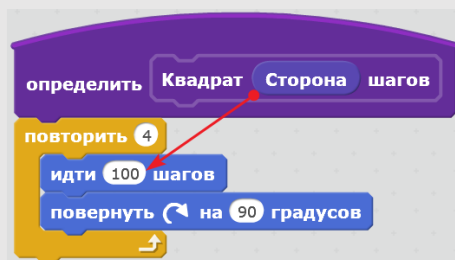 определить Квадрат Сторона шагов
повторить 4
идти 100 шагов
повернуть на 90 градусов